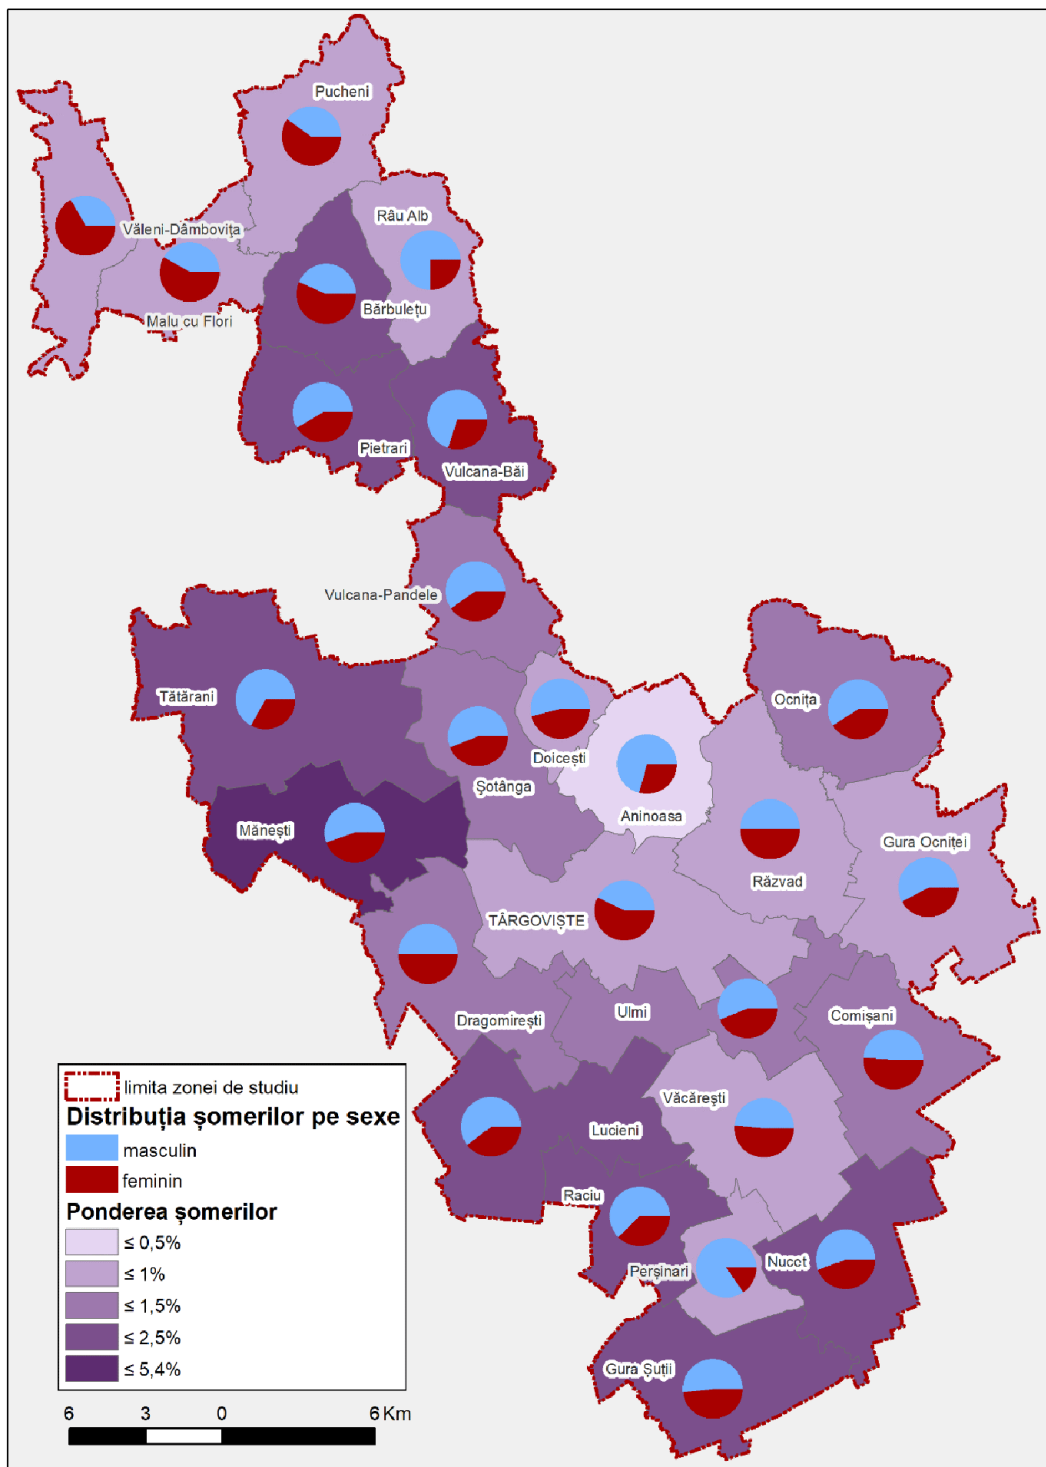 Pucheni
Râu Alb
Văleni-Dâmbovița
Bărbulețu
Malu cu Flori
Pietrari
Vulcana-Băi
Vulcana-Pandele
Tătărani
Ocnița
Doicești
Șotânga
Aninoasa
Mănești
Gura Ocniței
Răzvad
TÂRGOVIȘTE
Ulmi
Comișani
Dragomirești
Văcărești
Lucieni
Raciu
Nucet
Perșinari
Gura Șuții
limita zonei de studiu
Distribuția șomerilor pe sexe
masculin
feminin
Ponderea șomerilor
≤ 0,5%
≤ 1%
≤ 1,5%
≤ 2,5%
≤ 5,4%
6 3 0 6 Km